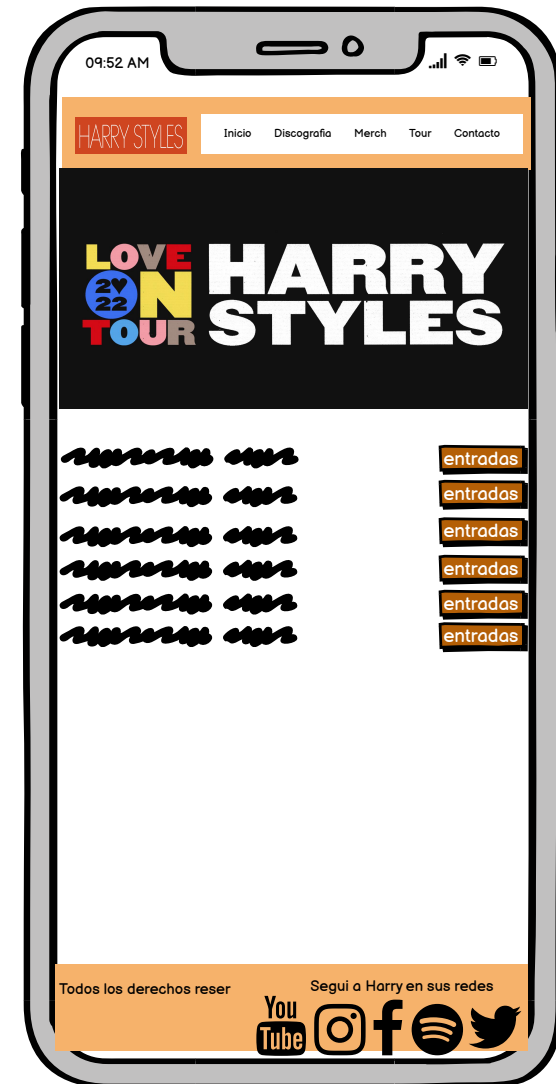 09:52 AM
HARRY STYLES
Inicio Discografia Merch Tour Contacto
LOVE
ON
2♥
22
TOUR
HARRY
STYLES
entradas
entradas
entradas
entradas
entradas
entradas
Todos los derechos reser
Segui a Harry en sus redes
You
Tube